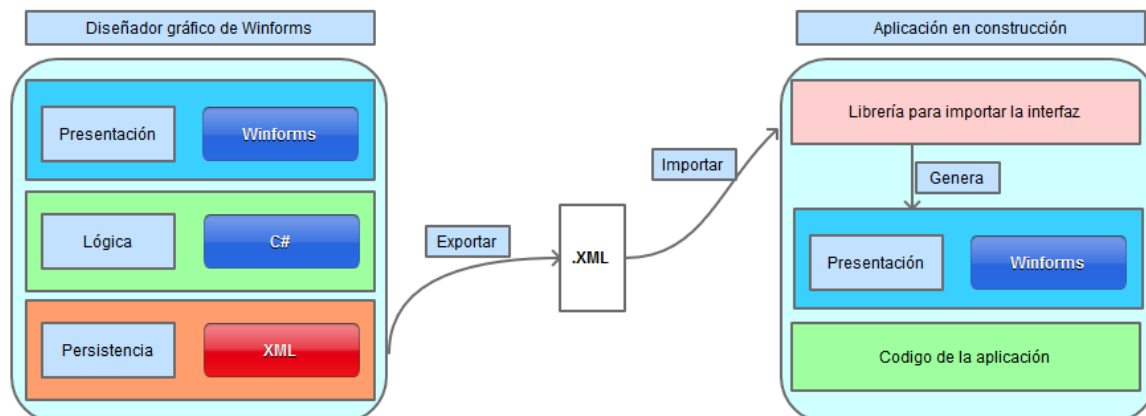 Diseñador gráfico de Winforms
Presentación
Winforms
Lógica
C#
Persistencia
XML
Exportar
.XML
Importar
Aplicación en construcción
Librería para importar la interfaz
Genera
Presentación
Winforms
Codigo de la aplicación